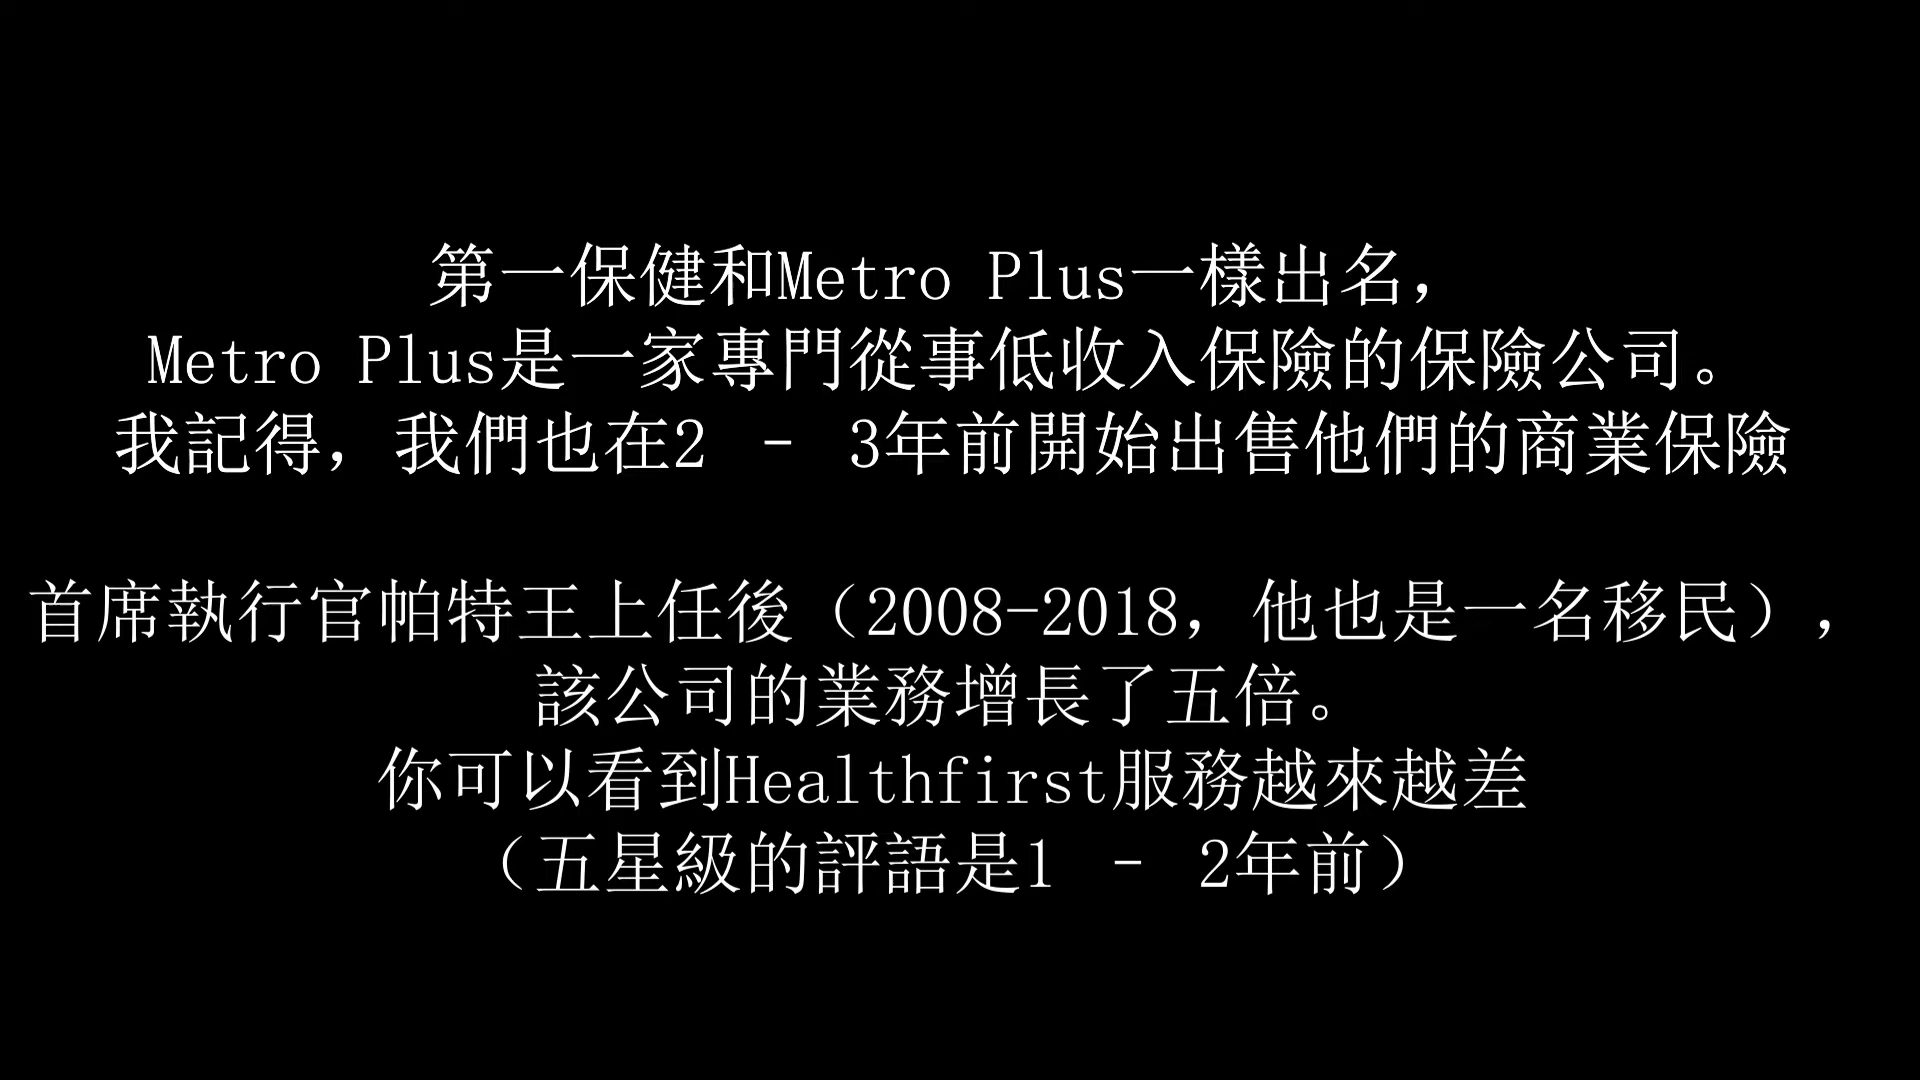 第一保健和Metro Plus一樣出名，
Metro Plus是一家專門從事低收入保險的保險公司。
我記得，我們也在2 – 3年前開始出售他們的商業保險
首席執行官帕特王上任後（2008-2018，他也是一名移民），
該公司的業務增長了五倍。
你可以看到Healthfirst服務越來越差
（五星級的評語是1 – 2年前）